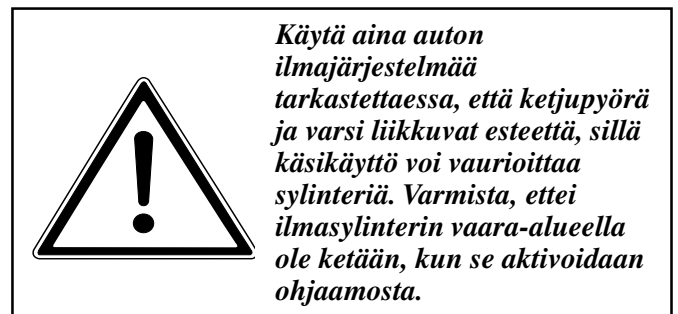 Käytä aina auton
ilmajärjestelmää
tarkastettaessa, että ketjupyörä
ja varsi liikkuvat esteettä, sillä
käsikäyttö voi vaurioittaa
sylinteriä. Varmista, ettei
ilmasylinterin vaara-alueella
ole ketään, kun se aktivoidaan
ohjaamosta.